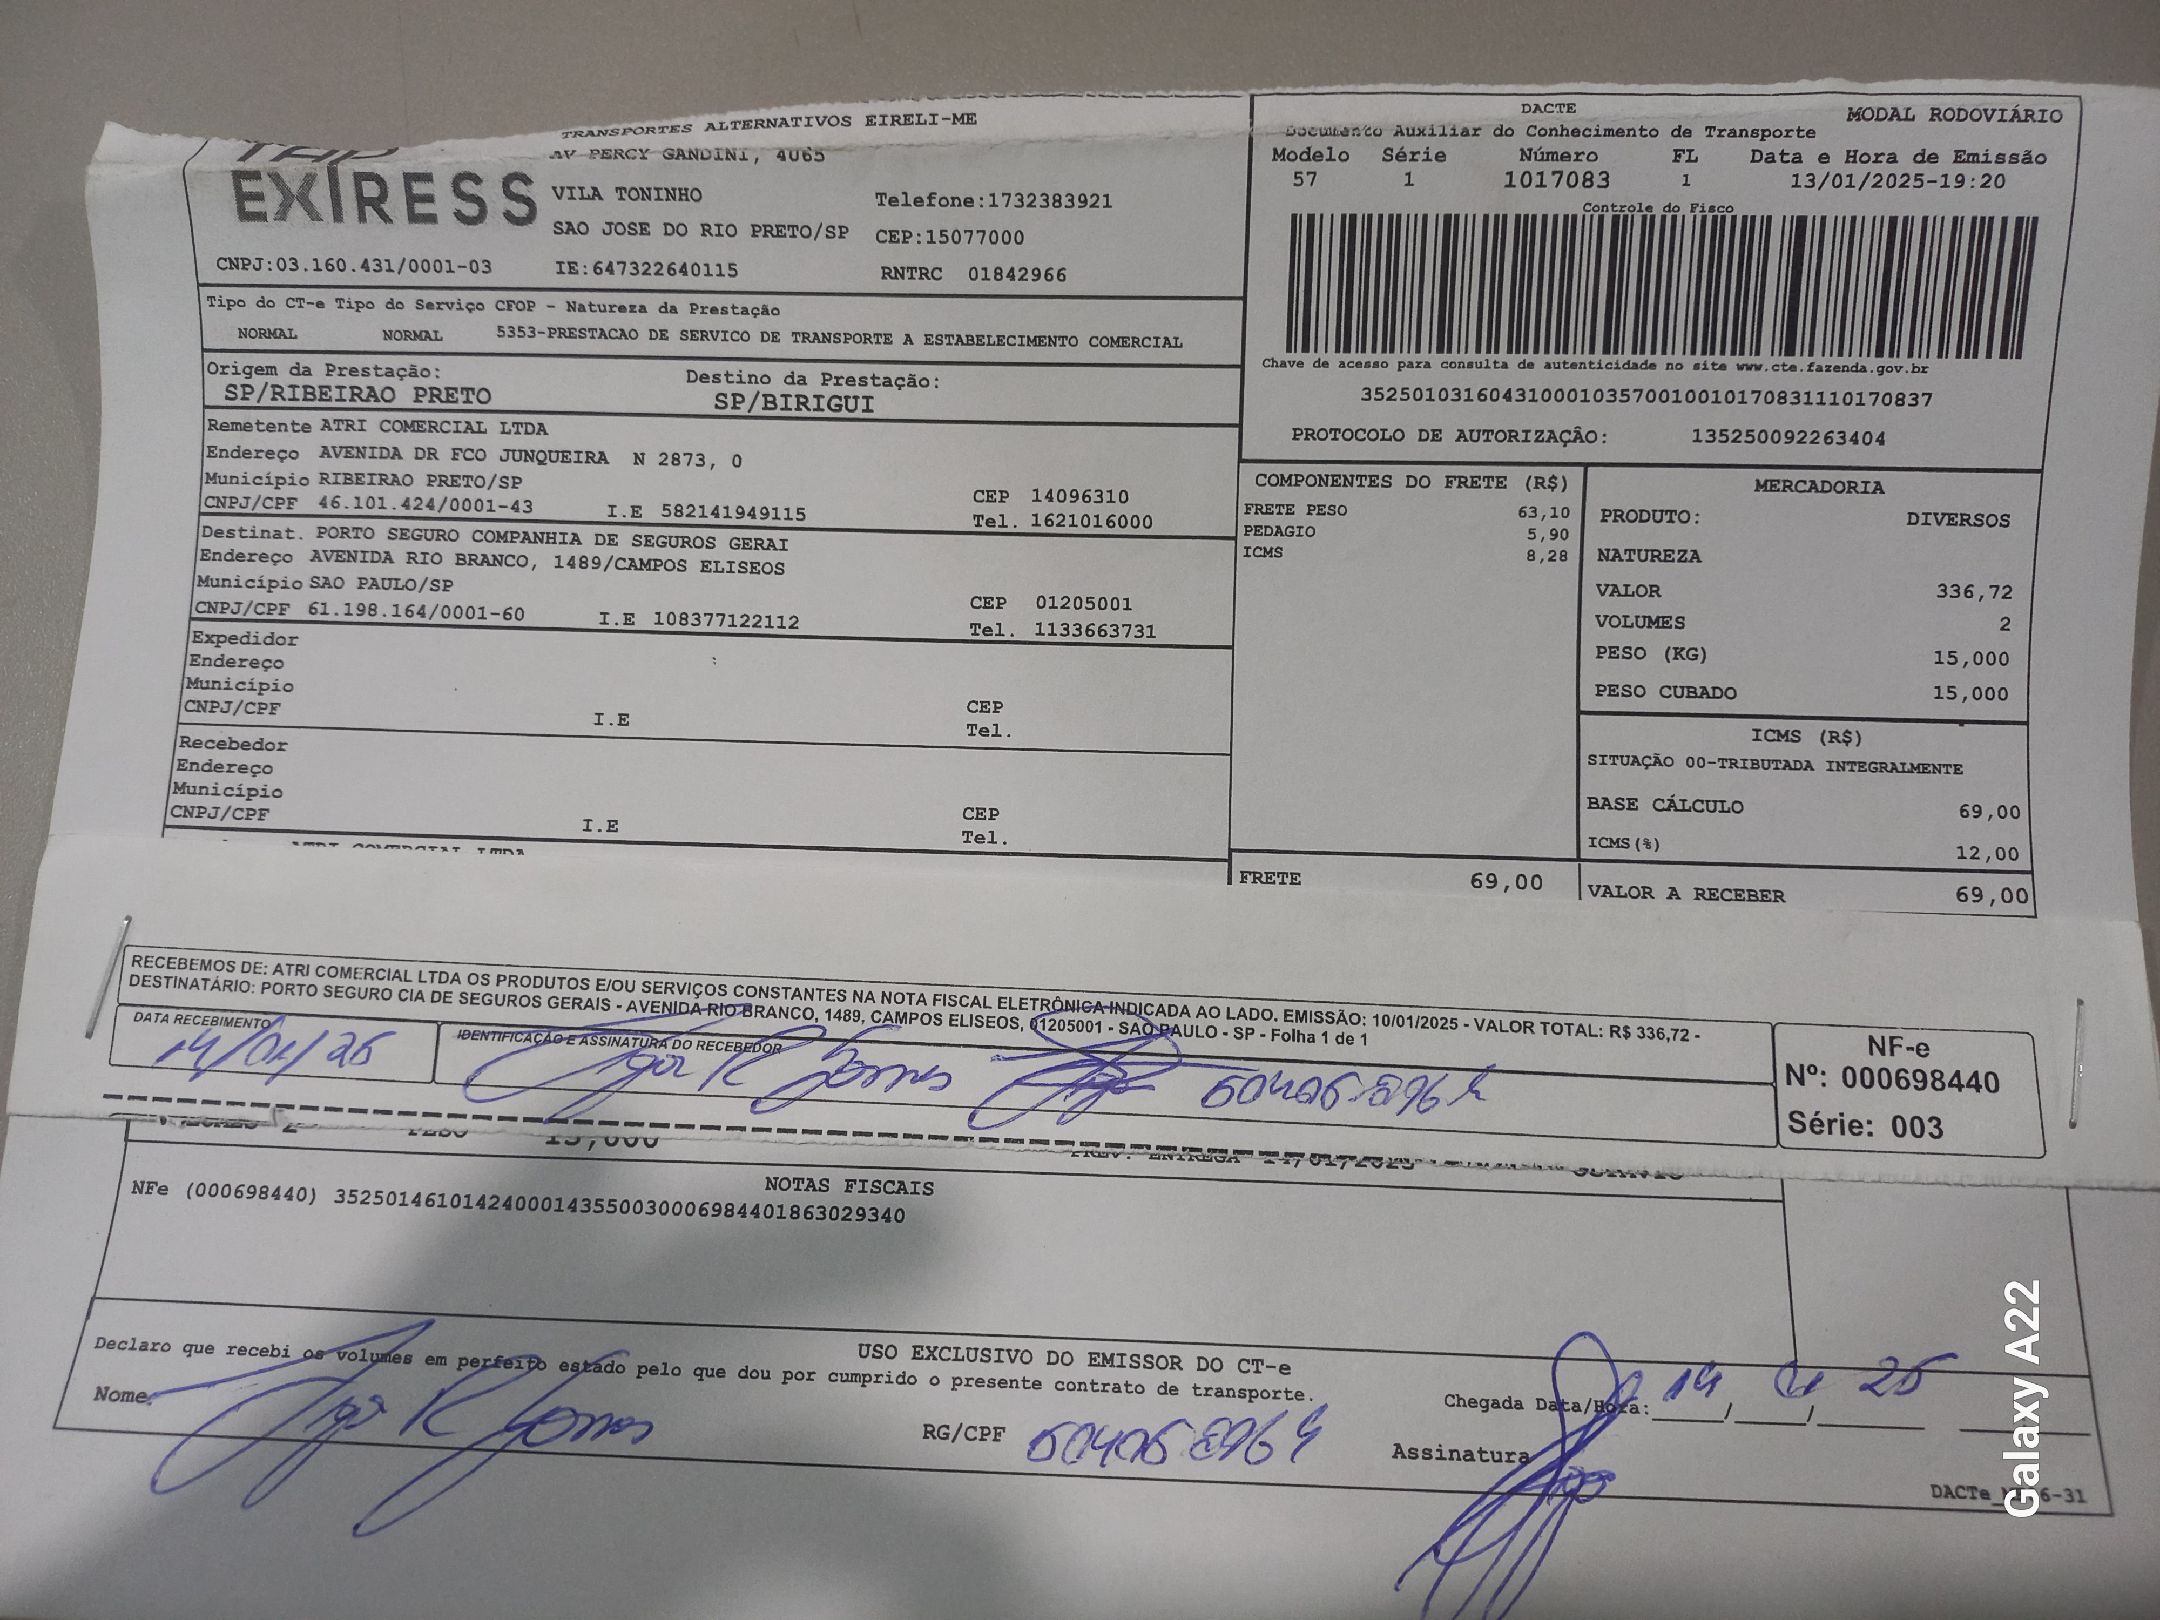 TRANSPORTES ALTERNATIVOS EIRELI-ME
AV PERCY GANDINI, 4065
EXPRESS
VILA TONINHO
Telefone:1732383921
SAO JOSE DO RIO PRETO/SP CEP:15077000
CNPJ:03.160.431/0001-03 IE:647322640115 RNTRC 01842966
DACTE MODAL RODOVIÁRIO
Documento Auxiliar do Conhecimento de Transporte
Modelo Série Número FL Data e Hora de Emissão
57 1 1017083 1 13/01/2025-19:20
Controle do Fisco
Chave de acesso para consulta de autenticidade no site www.cte.fazenda.gov.br
35250103160431000103570010010170831110170837
PROTOCOLO DE AUTORIZAÇÃO: 135250092263404
Tipo do CT-e Tipo do Serviço CFOP - Natureza da Prestação
NORMAL NORMAL 5353-PRESTACAO DE SERVICO DE TRANSPORTE A ESTABELECIMENTO COMERCIAL
Origem da Prestação: Destino da Prestação:
SP/RIBEIRAO PRETO SP/BIRIGUI
Remetente ATRI COMERCIAL LTDA
Endereço AVENIDA DR FCO JUNQUEIRA N 2873, 0
Município RIBEIRAO PRETO/SP CEP 14096310
CNPJ/CPF 46.101.424/0001-43 I.E 582141949115 Tel. 1621016000
Destinat. PORTO SEGURO COMPANHIA DE SEGUROS GERAI
Endereço AVENIDA RIO BRANCO, 1489/CAMPOS ELISEOS
Município SAO PAULO/SP CEP 01205001
CNPJ/CPF 61.198.164/0001-60 I.E 108377122112 Tel. 1133663731
Expedidor
Endereço
Município CEP
CNPJ/CPF I.E Tel.
Recebedor
Endereço
Município CEP
CNPJ/CPF I.E Tel.
ATRI COMERCIAL LTDA
COMPONENTES DO FRETE (R$)
FRETE PESO 63,10
PEDAGIO 5,90
ICMS 8,28
FRETE 69,00
MERCADORIA
PRODUTO: DIVERSOS
NATUREZA
VALOR 336,72
VOLUMES 2
PESO (KG) 15,000
PESO CUBADO 15,000
ICMS (R$)
SITUAÇÃO 00-TRIBUTADA INTEGRALMENTE
BASE CÁLCULO 69,00
ICMS(%) 12,00
VALOR A RECEBER 69,00
RECEBEMOS DE: ATRI COMERCIAL LTDA OS PRODUTOS E/OU SERVIÇOS CONSTANTES NA NOTA FISCAL ELETRÔNICA INDICADA AO LADO. EMISSÃO: 10/01/2025 - VALOR TOTAL: R$ 336,72 -
DESTINATÁRIO: PORTO SEGURO CIA DE SEGUROS GERAIS - AVENIDA RIO BRANCO, 1489, CAMPOS ELISEOS, 01205001 - SAO PAULO - SP - Folha 1 de 1
DATA RECEBIMENTO IDENTIFICAÇÃO E ASSINATURA DO RECEBEDOR
14/01/25
NF-e
Nº: 000698440
Série: 003
PESO 15,000
PREV. ENTREGA 14/01/2025
NOTAS FISCAIS
NFe (000698440) 35250146101424000143550030006984401863029340
USO EXCLUSIVO DO EMISSOR DO CT-e
Declaro que recebi os volumes em perfeito estado pelo que dou por cumprido o presente contrato de transporte.
Nome: Igor R
RG/CPF
Chegada Data/Hora: 14
Assinatura
Galaxy A22